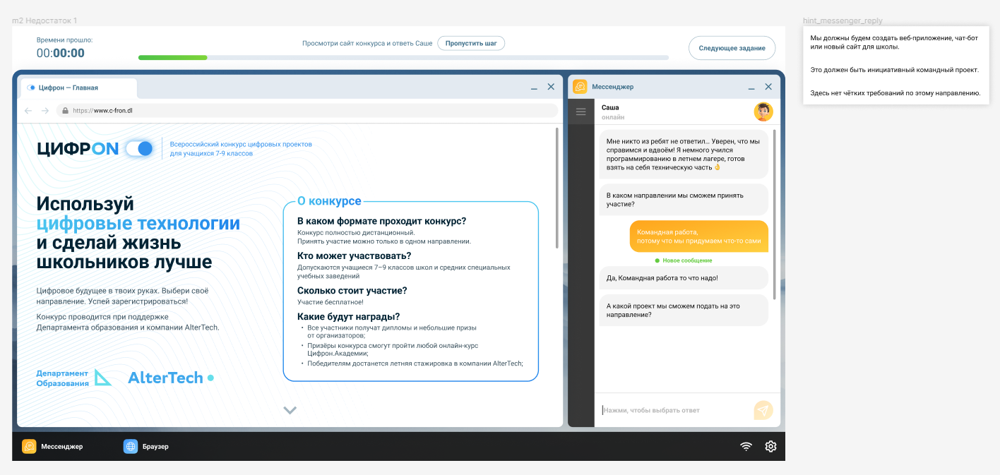 m2 Недостаток 1
hint_messenger_reply
Времени прошло:
00:00:00
Просмотри сайт конкурса и ответь Саше
Пропустить шаг
Следующее задание
Цифрон — Главная
https://www.c-fron.dl
ЦИФРON
Всероссийский конкурс цифровых проектов
для учащихся 7-9 классов
Используй
цифровые технологии
и сделай жизнь
школьников лучше
Цифровое будущее в твоих руках. Выбери своё
направление. Успей зарегистрироваться!
Конкурс проводится при поддержке
Департамента образования и компании AlterTech.
Департамент
Образования
AlterTech
О конкурсе
В каком формате проходит конкурс?
Конкурс полностью дистанционный.
Принять участие можно только в одном направлении.
Кто может участвовать?
Допускаются учащиеся 7–9 классов школ и средних специальных
учебных заведений
Сколько стоит участие?
Участие бесплатное!
Какие будут награды?
• Все участники получат дипломы и небольшие призы
от организаторов;
• Призёры конкурса смогут пройти любой онлайн-курс
Цифрон.Академии;
• Победителям достанется летняя стажировка в компании AlterTech;
Мессенджер
Саша
онлайн
Мне никто из ребят не ответил... Уверен, что мы
справимся и вдвоём! Я немного учился
программированию в летнем лагере, готов
взять на себя техническую часть 👌
В каком направлении мы сможем принять
участие?
Командная работа,
потому что мы придумаем что-то сами
Новое сообщение
Да, Командная работа то что надо!
А какой проект мы сможем подать на это
направление?
Нажми, чтобы выбрать ответ
Мессенджер
Браузер
Мы должны будем создать веб-приложение, чат-бот
или новый сайт для школы.
Это должен быть инициативный командный проект.
Здесь нет чётких требований по этому направлению.